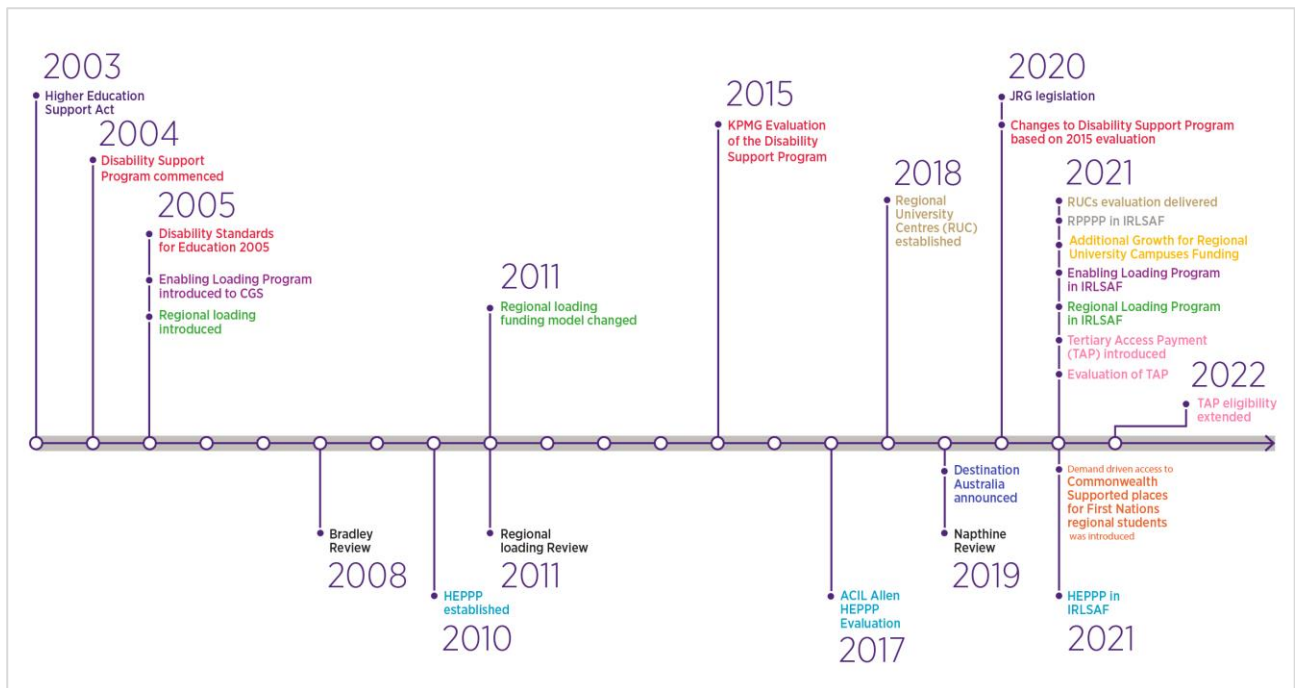 2003
Higher Education
Support Act
2004
Disability Support
Program commenced
2005
Disability Standards
for Education 2005
Enabling Loading Program
introduced to CGS
Regional loading
introduced
2011
Regional loading
funding model changed
2015
KPMG Evaluation
of the Disability
Support Program
2018
Regional
University
Centres (RUC)
established
2020
JRG legislation
Changes to Disability Support Program
based on 2015 evaluation
2021
RUCs evaluation delivered
RPPPP in IRLSAF
Additional Growth for Regional
University Campuses Funding
Enabling Loading Program
in IRLSAF
Regional Loading Program
in IRLSAF
Tertiary Access Payment
(TAP) introduced
Evaluation of TAP
2022
TAP eligibility
extended
Bradley
Review
2008
HEPPP
established
2010
Regional
loading Review
2011
ACIL Allen
HEPPP
Evaluation
2017
Destination
Australia
announced
Napthine
Review
2019
Demand driven access to
Commonwealth
Supported places
for First Nations
regional students
was introduced
HEPPP in
IRLSAF
2021